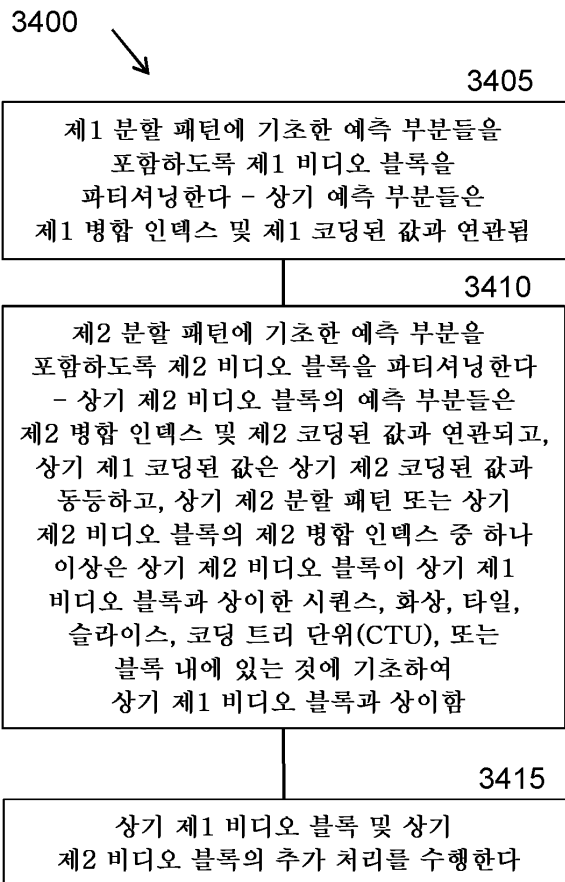 3400
3405
제1 분할 패턴에 기초한 예측 부분들을
포함하도록 제1 비디오 블록을
파티셔닝한다 – 상기 예측 부분들은
제1 병합 인덱스 및 제1 코딩된 값과 연관됨
3410
제2 분할 패턴에 기초한 예측 부분을
포함하도록 제2 비디오 블록을 파티셔닝한다
– 상기 제2 비디오 블록의 예측 부분들은
제2 병합 인덱스 및 제2 코딩된 값과 연관되고,
상기 제1 코딩된 값은 상기 제2 코딩된 값과
동등하고, 상기 제2 분할 패턴 또는 상기
제2 비디오 블록의 제2 병합 인덱스 중 하나
이상은 상기 제2 비디오 블록이 상기 제1
비디오 블록과 상이한 시퀀스, 화상, 타일,
슬라이스, 코딩 트리 단위(CTU), 또는
블록 내에 있는 것에 기초하여
상기 제1 비디오 블록과 상이함
3415
상기 제1 비디오 블록 및 상기
제2 비디오 블록의 추가 처리를 수행한다